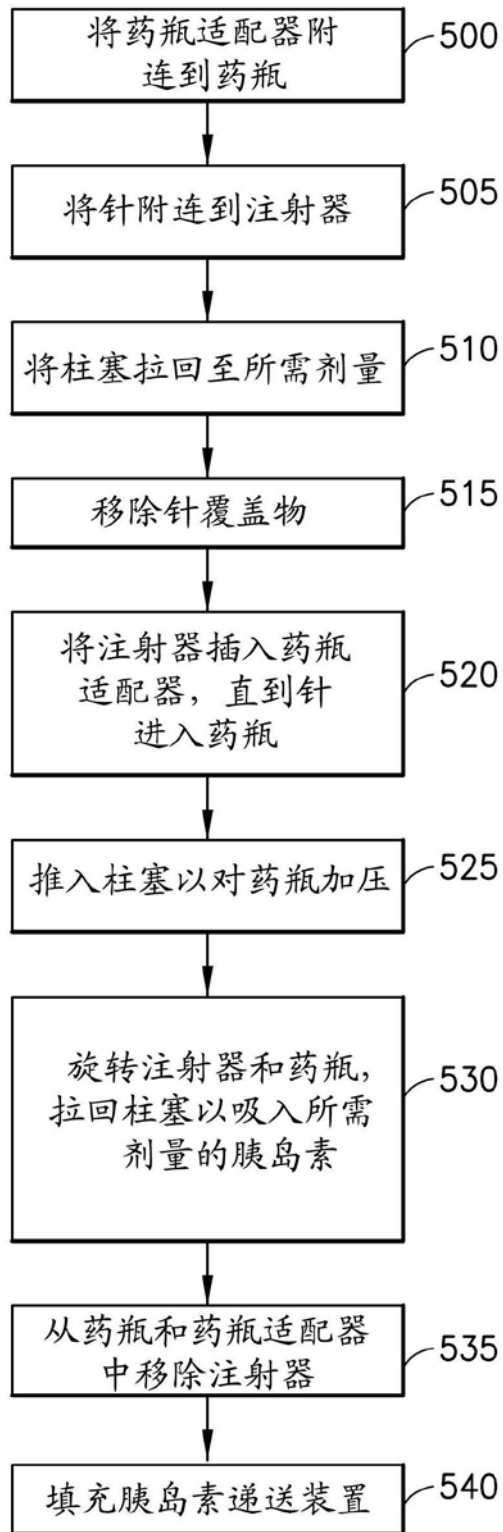 将药瓶适配器附
连到药瓶
500
将针附连到注射器
505
将柱塞拉回至所需剂量
510
移除针覆盖物
515
将注射器插入药瓶
适配器，直到针
进入药瓶
520
推入柱塞以对药瓶加压
525
旋转注射器和药瓶，
拉回柱塞以吸入所需
剂量的胰岛素
530
从药瓶和药瓶适配器
中移除注射器
535
填充胰岛素递送装置
540